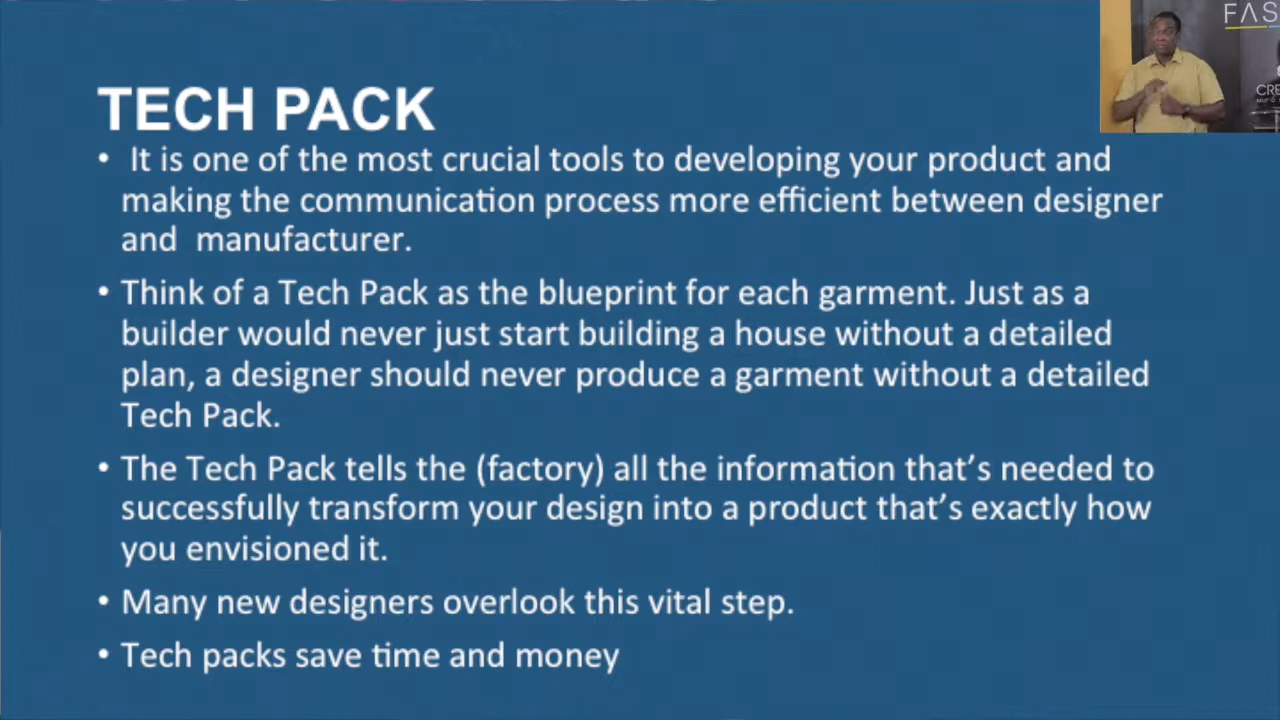 FAS
CRE
TECH PACK
• It is one of the most crucial tools to developing your product and
making the communication process more efficient between designer
and manufacturer.
• Think of a Tech Pack as the blueprint for each garment. Just as a
builder would never just start building a house without a detailed
plan, a designer should never produce a garment without a detailed
Tech Pack.
• The Tech Pack tells the (factory) all the information that's needed to
successfully transform your design into a product that's exactly how
you envisioned it.
• Many new designers overlook this vital step.
• Tech packs save time and money